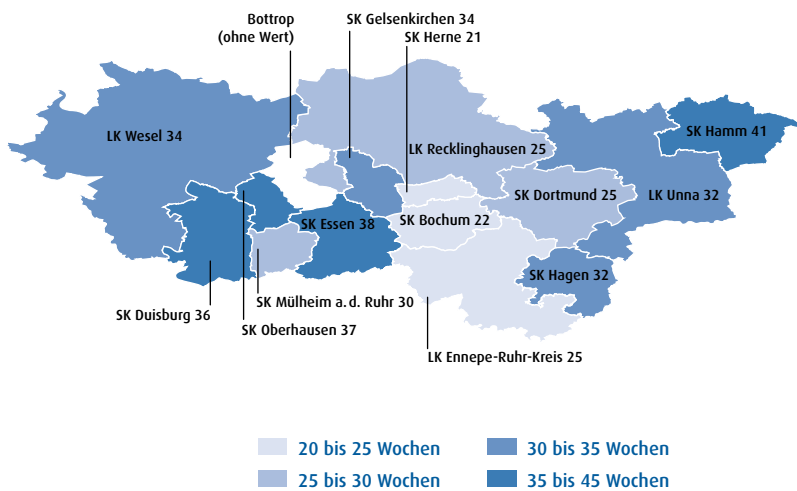 Bottrop
(ohne Wert)
SK Gelsenkirchen 34
SK Herne 21
LK Wesel 34
SK Hamm 41
LK Recklinghausen 25
SK Dortmund 25
LK Unna 32
SK Essen 38
SK Bochum 22
SK Hagen 32
SK Duisburg 36
SK Mülheim a.d. Ruhr 30
SK Oberhausen 37
LK Ennepe-Ruhr-Kreis 25
20 bis 25 Wochen
30 bis 35 Wochen
25 bis 30 Wochen
35 bis 45 Wochen